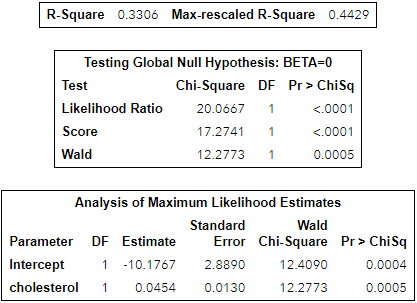 R-Square 0.3306 Max-rescaled R-Square 0.4429
Testing Global Null Hypothesis: BETA=0
Test Chi-Square DF Pr > ChiSq
Likelihood Ratio 20.0667 1 <.0001
Score 17.2741 1 <.0001
Wald 12.2773 1 0.0005
Analysis of Maximum Likelihood Estimates
Standard Wald
Parameter DF Estimate Error Chi-Square Pr > ChiSq
Intercept 1 -10.1767 2.8890 12.4090 0.0004
cholesterol 1 0.0454 0.0130 12.2773 0.0005